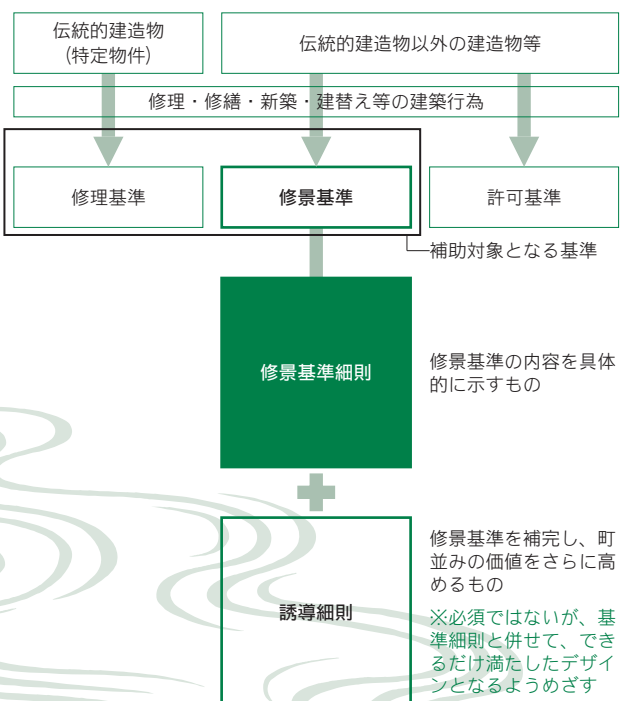 伝統的建造物
(特定物件)
伝統的建造物以外の建造物等
修理・修繕・新築・建替え等の建築行為
修理基準
修景基準
許可基準
補助対象となる基準
修景基準細則
修景基準の内容を具体
的に示すもの
誘導細則
修景基準を補完し、町
並みの価値をさらに高
めるもの
※必須ではないが、基
準細則と併せて、でき
るだけ満たしたデザイ
ンとなるようめざす